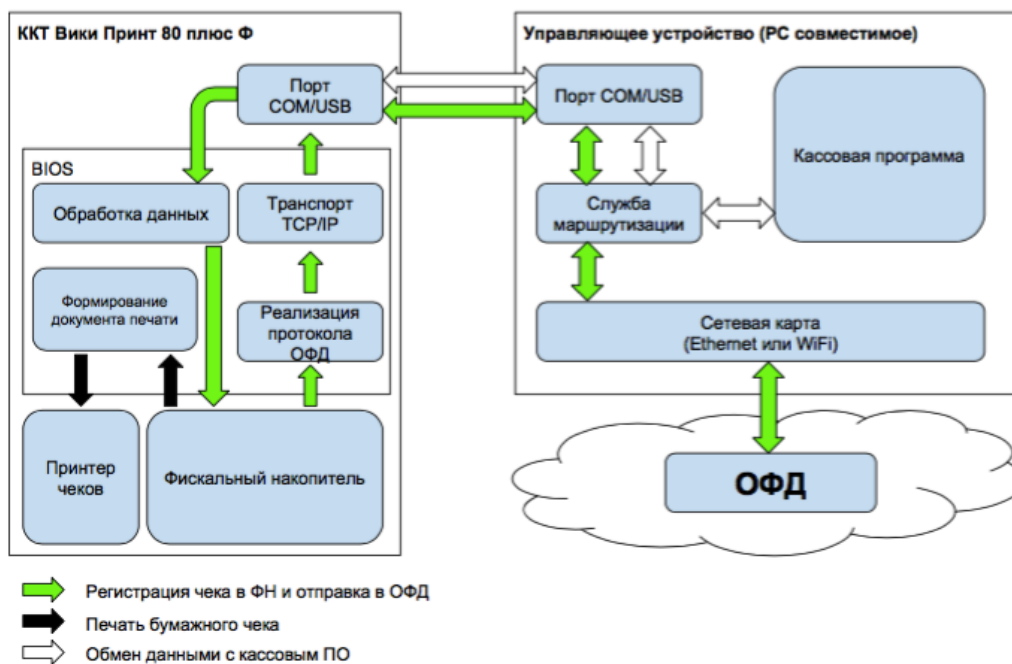 ККТ Вики Принт 80 плюс Ф
Порт
COM/USB
BIOS
Обработка данных
Транспорт
TCP/IP
Формирование
документа печати
Реализация
протокола
ОФД
Принтер
чеков
Фискальный накопитель
Управляющее устройство (PC совместимое)
Порт COM/USB
Кассовая программа
Служба
маршрутизации
Сетевая карта
(Ethernet или WiFi)
ОФД
Регистрация чека в ФН и отправка в ОФД
Печать бумажного чека
Обмен данными с кассовым ПО